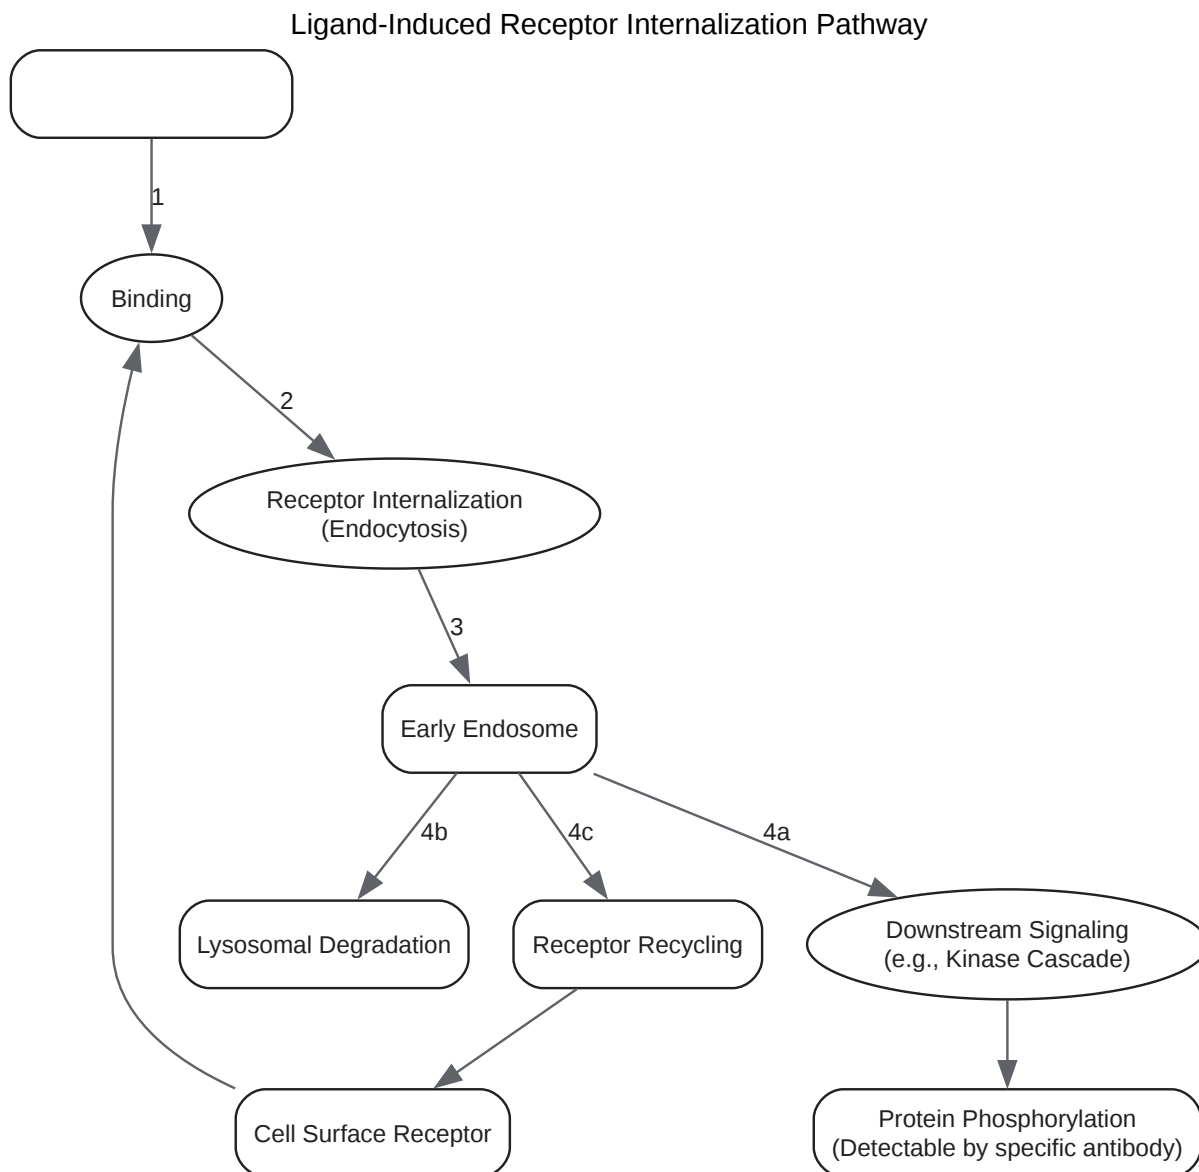 Ligand-Induced Receptor Internalization Pathway
1
Binding
2
Receptor Internalization
(Endocytosis)
3
Early Endosome
4b
4c
4a
Lysosomal Degradation
Receptor Recycling
Downstream Signaling
(e.g., Kinase Cascade)
Cell Surface Receptor
Protein Phosphorylation
(Detectable by specific antibody)